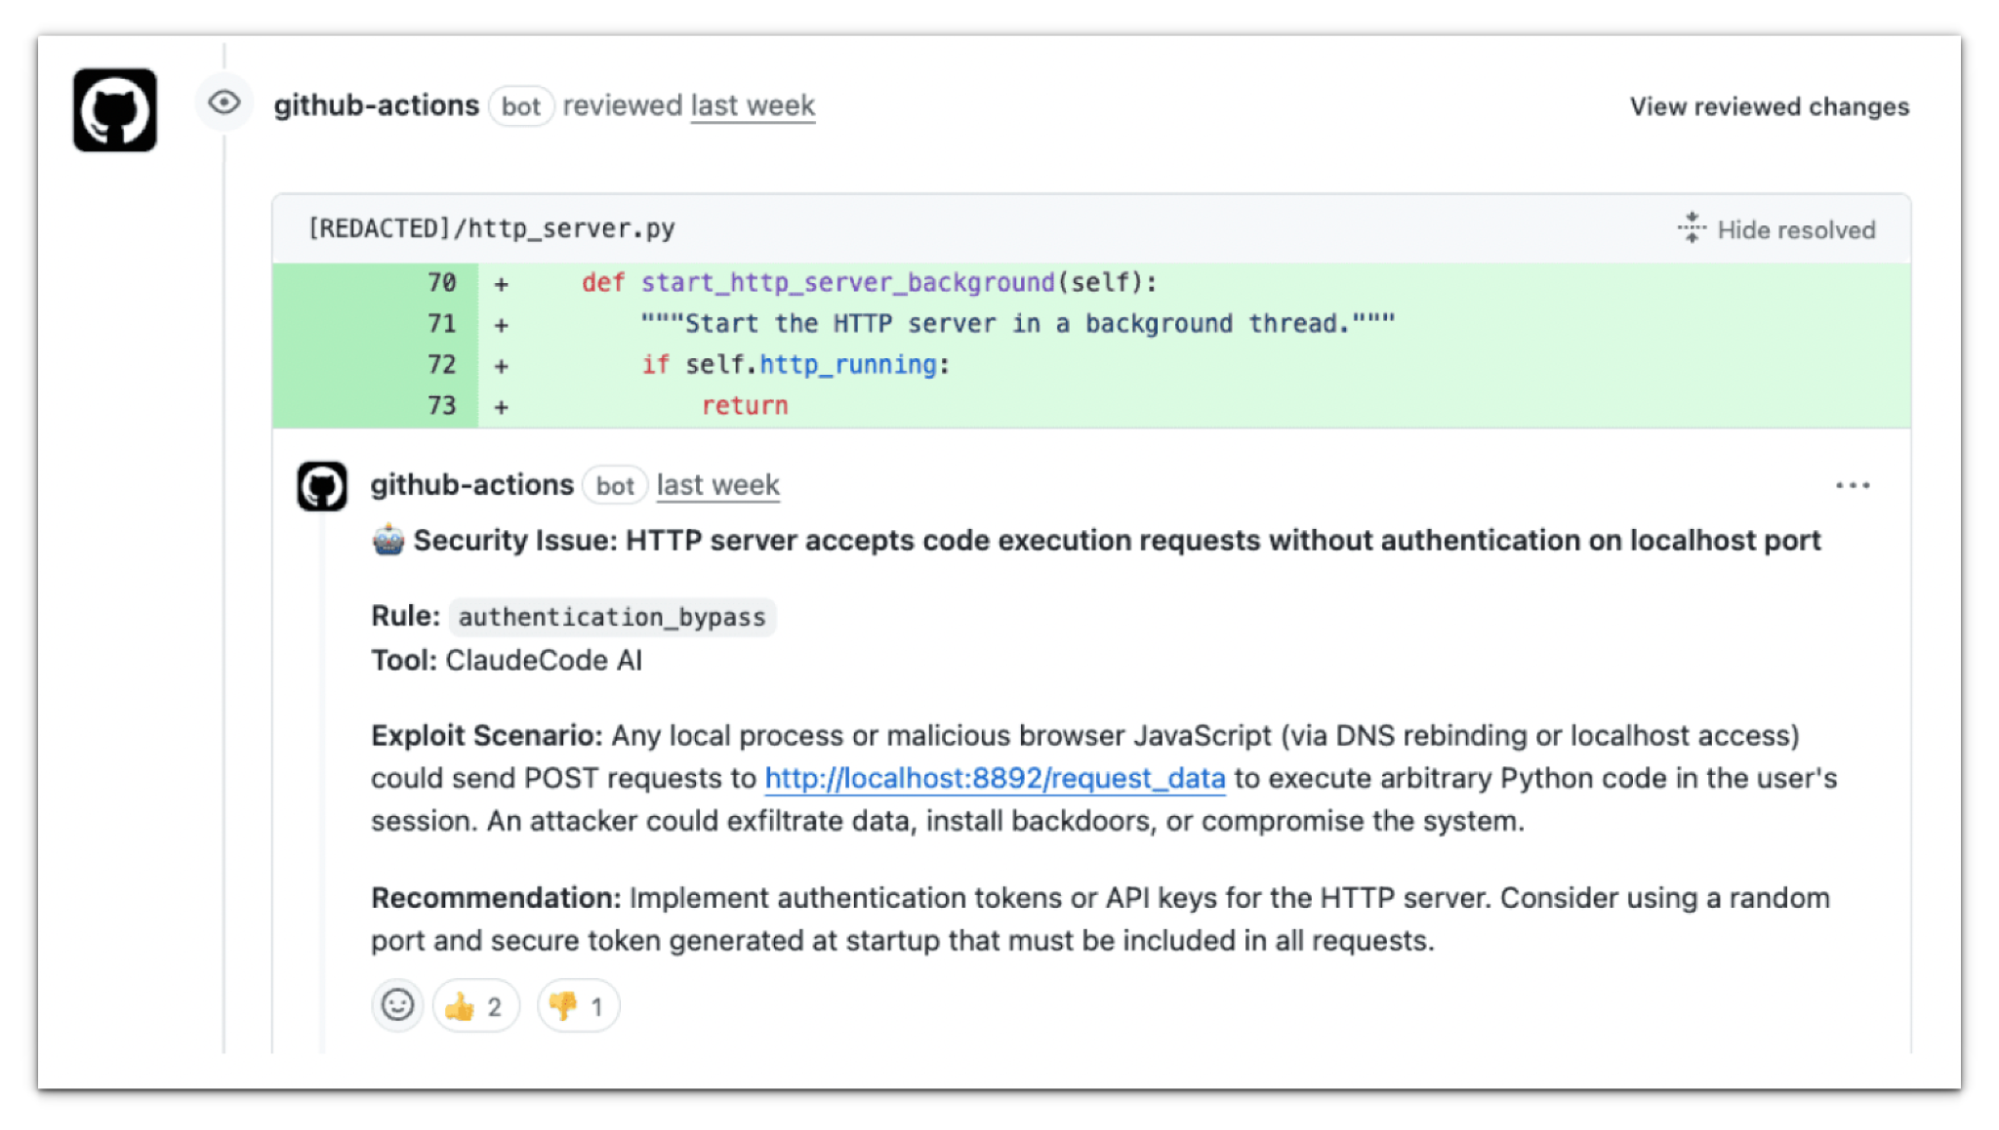 github-actions bot reviewed last week
View reviewed changes
[REDACTED]/http_server.py
Hide resolved
70 + def start_http_server_background(self):
71 + """Start the HTTP server in a background thread."""
72 + if self.http_running:
73 + return
github-actions bot last week
🤖 Security Issue: HTTP server accepts code execution requests without authentication on localhost port
Rule: authentication_bypass
Tool: ClaudeCode AI
Exploit Scenario: Any local process or malicious browser JavaScript (via DNS rebinding or localhost access)
could send POST requests to http://localhost:8892/request_data to execute arbitrary Python code in the user's
session. An attacker could exfiltrate data, install backdoors, or compromise the system.
Recommendation: Implement authentication tokens or API keys for the HTTP server. Consider using a random
port and secure token generated at startup that must be included in all requests.
👍 2 👎 1